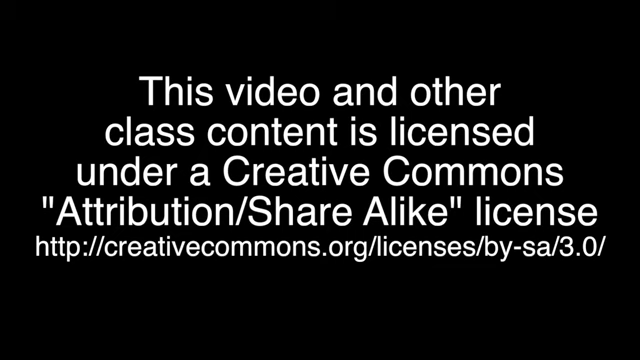 This video and other
class content is licensed
under a Creative Commons
"Attribution/Share Alike" license
http://creativecommons.org/licenses/by-sa/3.0/